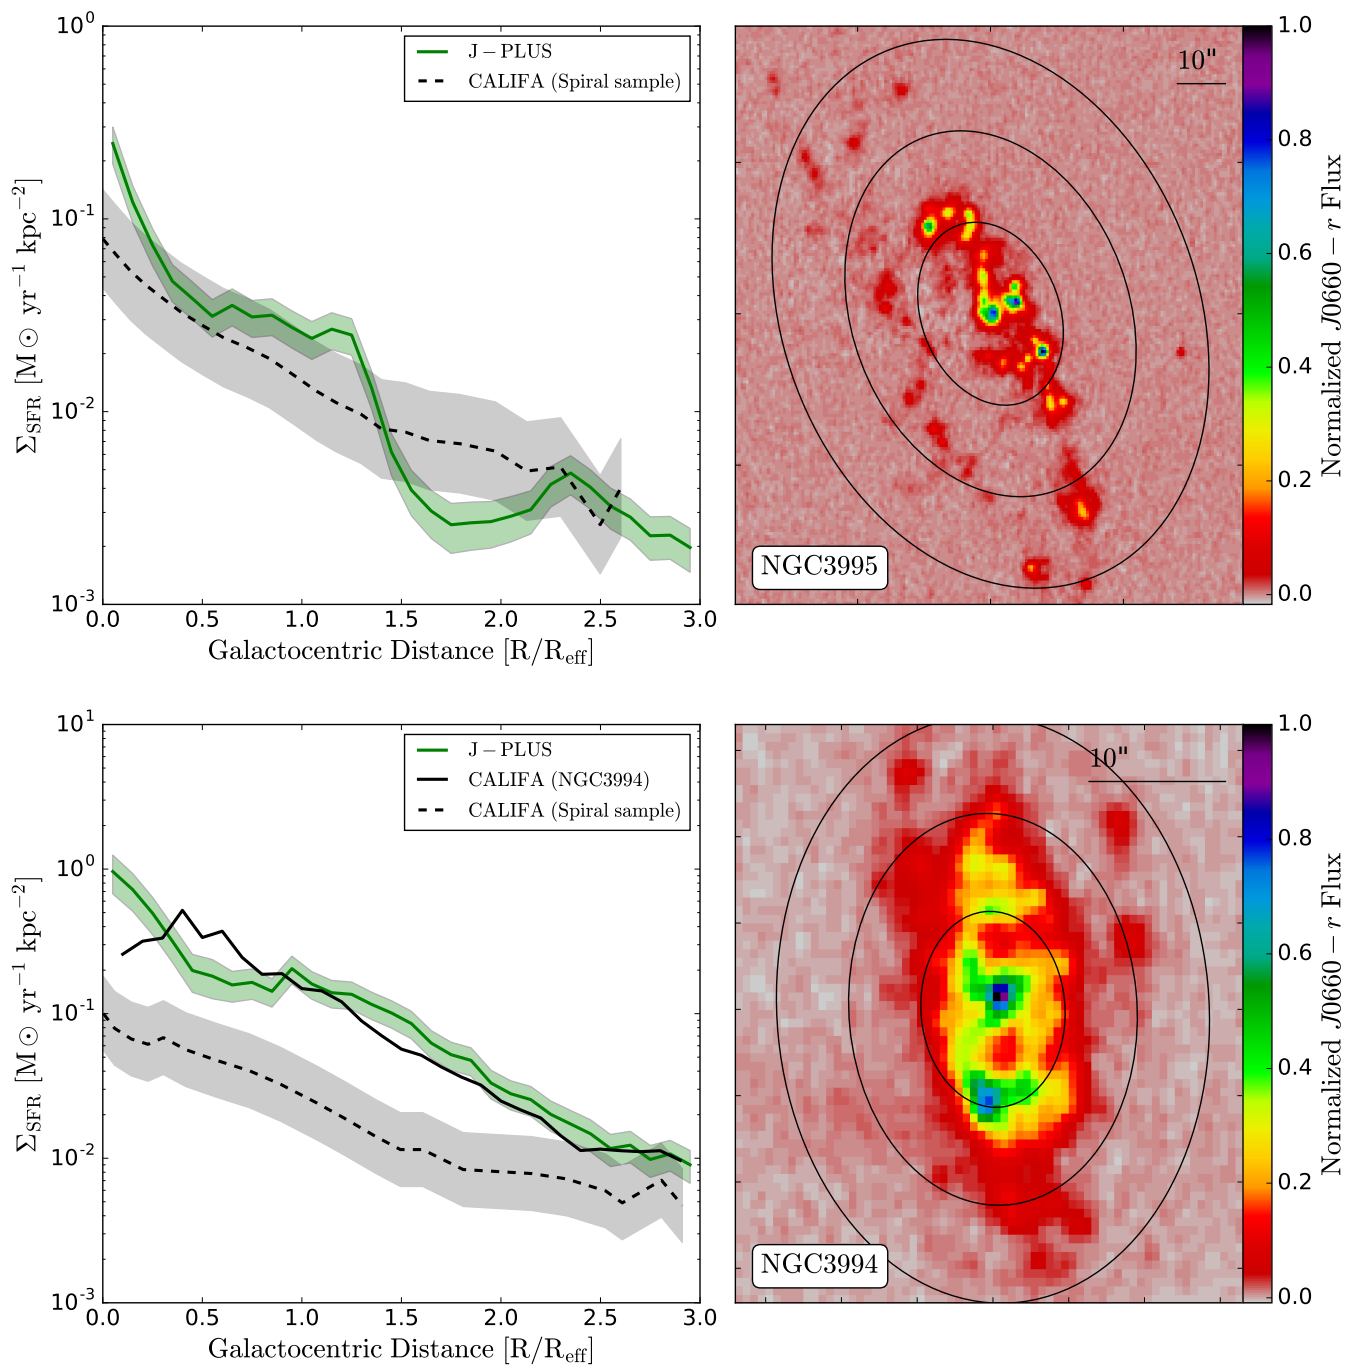 10⁰
10⁻¹
10⁻²
10⁻³
Σ_SFR [M⊙ yr⁻¹ kpc⁻²]
J−PLUS
CALIFA (Spiral sample)
0.0 0.5 1.0 1.5 2.0 2.5 3.0
Galactocentric Distance [R/R_eff]
10"
NGC3995
1.0
0.8
0.6
0.4
0.2
0.0
Normalized J0660 − r Flux
10¹
10⁰
10⁻¹
10⁻²
10⁻³
Σ_SFR [M⊙ yr⁻¹ kpc⁻²]
J−PLUS
CALIFA (NGC3994)
CALIFA (Spiral sample)
0.0 0.5 1.0 1.5 2.0 2.5 3.0
Galactocentric Distance [R/R_eff]
10"
NGC3994
1.0
0.8
0.6
0.4
0.2
0.0
Normalized J0660 − r Flux